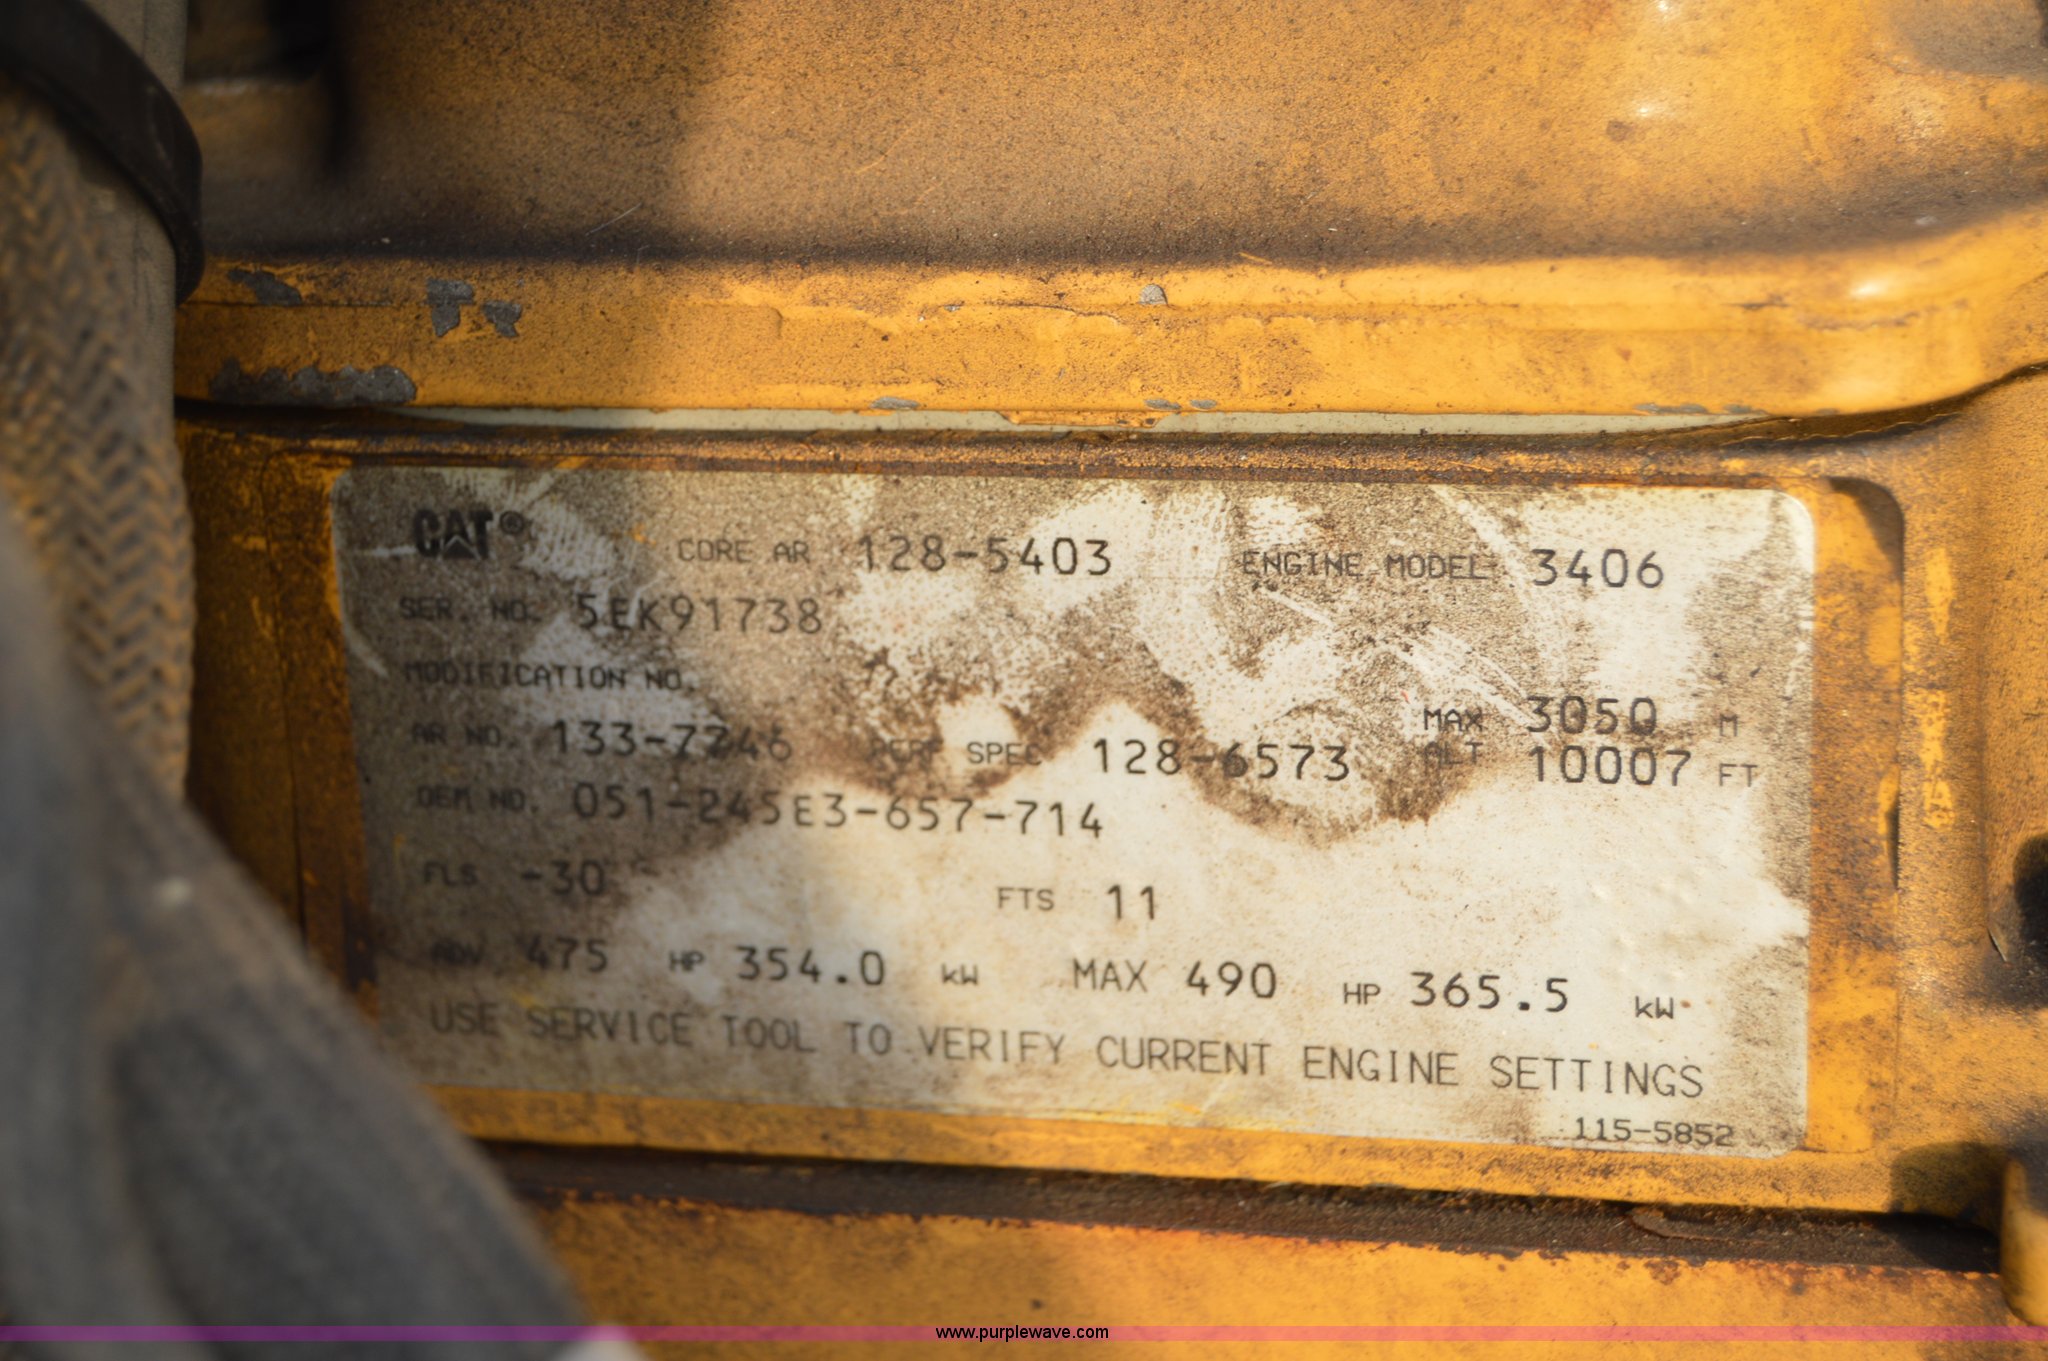 CAT® CORE AR 128-5403 ENGINE MODEL 3406
SER. NO. 5EK91738
MODIFICATION NO.
AR NO. 133-7246 PERF SPEC 128-6573 MAX ALT 3050 M 10007 FT
OEM NO. 051-245E3-657-714
FLS -30 FTS 11
ADV 475 HP 354.0 kW MAX 490 HP 365.5 kW
USE SERVICE TOOL TO VERIFY CURRENT ENGINE SETTINGS
115-5852
www.purplewave.com